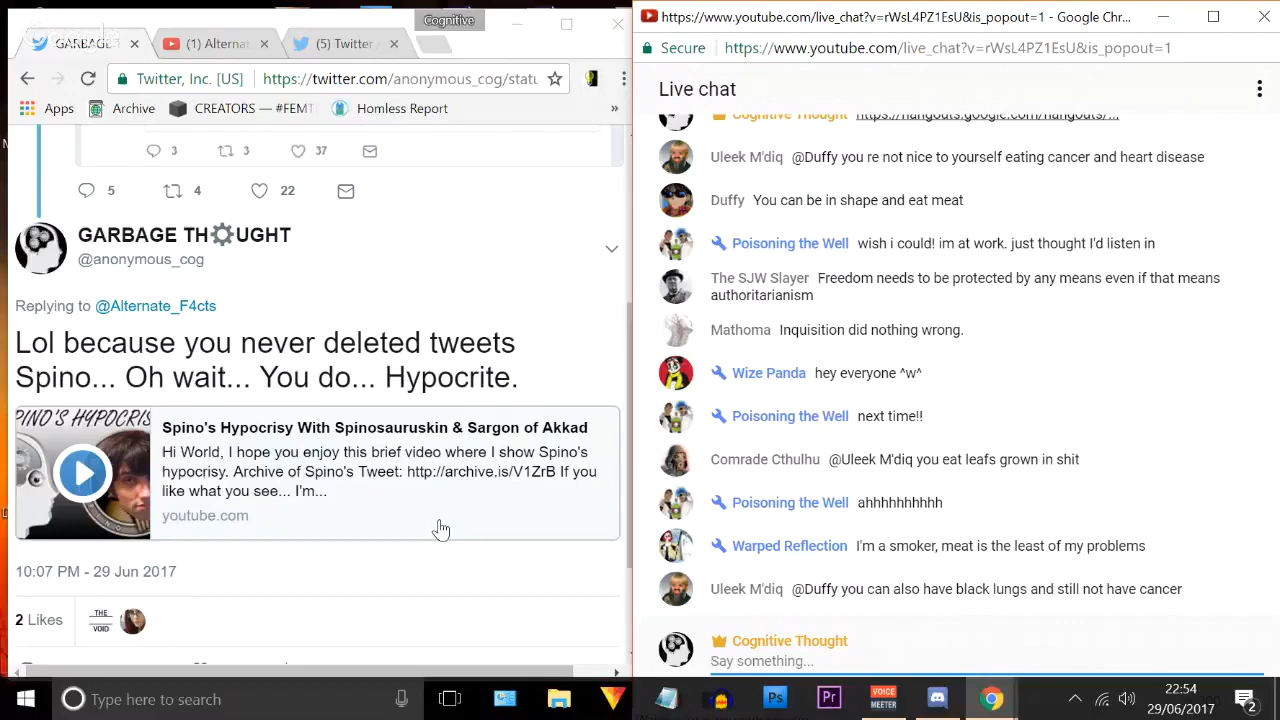 Cognitive
GARBAGE
(1) Alternat
(5) Twitter
Twitter, Inc. [US]
https://twitter.com/anonymous_cog/statu
Apps
Archive
CREATORS — #FEMT
Homless Report
»
3
3
37
5
4
22
GARBAGE TH⚙UGHT
@anonymous_cog
Replying to @Alternate_F4cts
Lol because you never deleted tweets
Spino... Oh wait... You do... Hypocrite.
PINO'S HYPOCRIS
Spino's Hypocrisy With Spinosauruskin & Sargon of Akkad
Hi World, I hope you enjoy this brief video where I show Spino's
hypocrisy. Archive of Spino's Tweet: http://archive.is/V1ZrB If you
like what you see... I'm...
youtube.com
10:07 PM - 29 Jun 2017
2 Likes
THE
VOID
https://www.youtube.com/live_chat?v=rWsL4PZ1EsU&is_popout=1 - Google Chr...
Secure
https://www.youtube.com/live_chat?v=rWsL4PZ1EsU&is_popout=1
Live chat
Cognitive Thought https://hangouts.google.com/hangouts/...
Uleek M'diq @Duffy you re not nice to yourself eating cancer and heart disease
Duffy You can be in shape and eat meat
Poisoning the Well wish i could! im at work. just thought I'd listen in
The SJW Slayer Freedom needs to be protected by any means even if that means
authoritarianism
Mathoma Inquisition did nothing wrong.
Wize Panda hey everyone ^w^
Poisoning the Well next time!!
Comrade Cthulhu @Uleek M'diq you eat leafs grown in shit
Poisoning the Well ahhhhhhhhhh
Warped Reflection I'm a smoker, meat is the least of my problems
Uleek M'diq @Duffy you can also have black lungs and still not have cancer
Cognitive Thought
Say something...
Type here to search
Ps
Pr
VOICE
MEETER
22:54
29/06/2017
2